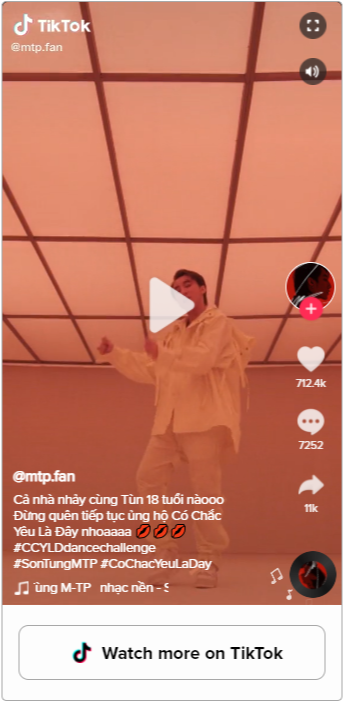 TikTok
@mtp.fan
712.4k
7252
11k
@mtp.fan
Cả nhà nhảy cùng Tùn 18 tuổi nàooo
Đừng quên tiếp tục ủng hộ Có Chắc
Yêu Là Đây nhoaaaa 💋💋💋
#CCYLDdancechallenge
#SonTungMTP #CoChacYeuLaDay
ùng M-TP nhạc nền - S
Watch more on TikTok